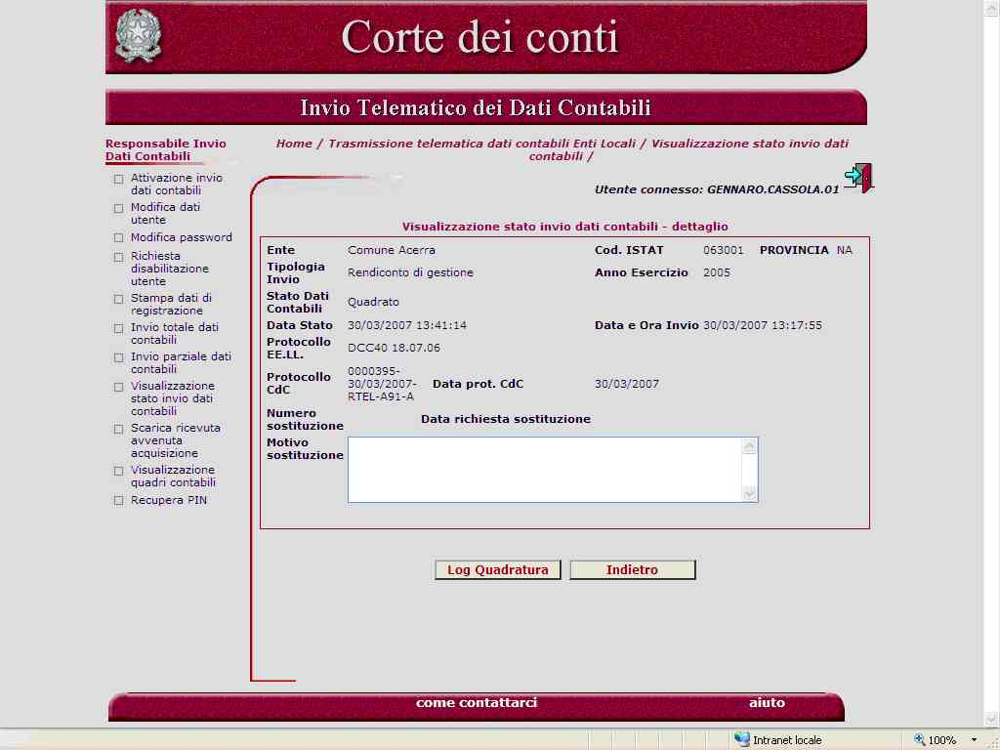 Corte dei conti
Invio Telematico dei Dati Contabili
Responsabile Invio
Dati Contabili
Attivazione invio
dati contabili
Modifica dati
utente
Modifica password
Richiesta
disabilitazione
utente
Stampa dati di
registrazione
Invio totale dati
contabili
Invio parziale dati
contabili
Visualizzazione
stato invio dati
contabili
Scarica ricevuta
avvenuta
acquisizione
Visualizzazione
quadri contabili
Recupera PIN
Home / Trasmissione telematica dati contabili Enti Locali / Visualizzazione stato invio dati
contabili /
Utente connesso: GENNARO.CASSOLA.01
Visualizzazione stato invio dati contabili - dettaglio
Ente Comune Acerra Cod. ISTAT 063001 PROVINCIA NA
Tipologia
Invio Rendiconto di gestione Anno Esercizio 2005
Stato Dati
Contabili Quadrato
Data Stato 30/03/2007 13:41:14 Data e Ora Invio 30/03/2007 13:17:55
Protocollo
EE.LL. DCC40 18.07.06
Protocollo
CdC
0000395-
30/03/2007-
RTEL-A91-A
Data prot. CdC 30/03/2007
Numero
sostituzione
Data richiesta sostituzione
Motivo
sostituzione
Log Quadratura Indietro
come contattarci aiuto
Intranet locale 100%